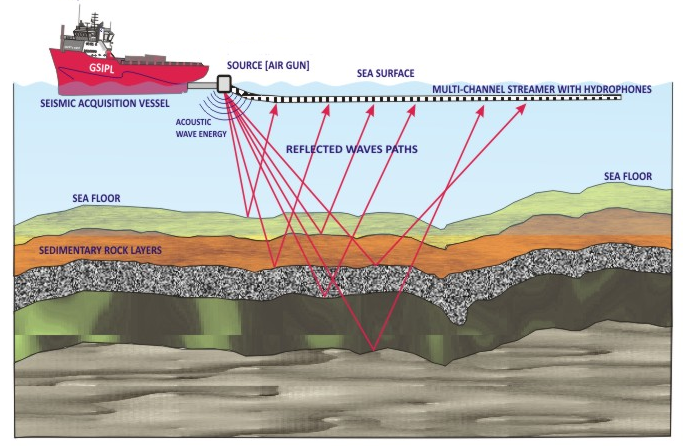 GSIPL
SOURCE [AIR GUN]
SEA SURFACE
MULTI-CHANNEL STREAMER WITH HYDROPHONES
SEISMIC ACQUISITION VESSEL
ACOUSTIC
WAVE ENERGY
REFLECTED WAVES PATHS
SEA FLOOR
SEA FLOOR
SEDIMENTARY ROCK LAYERS